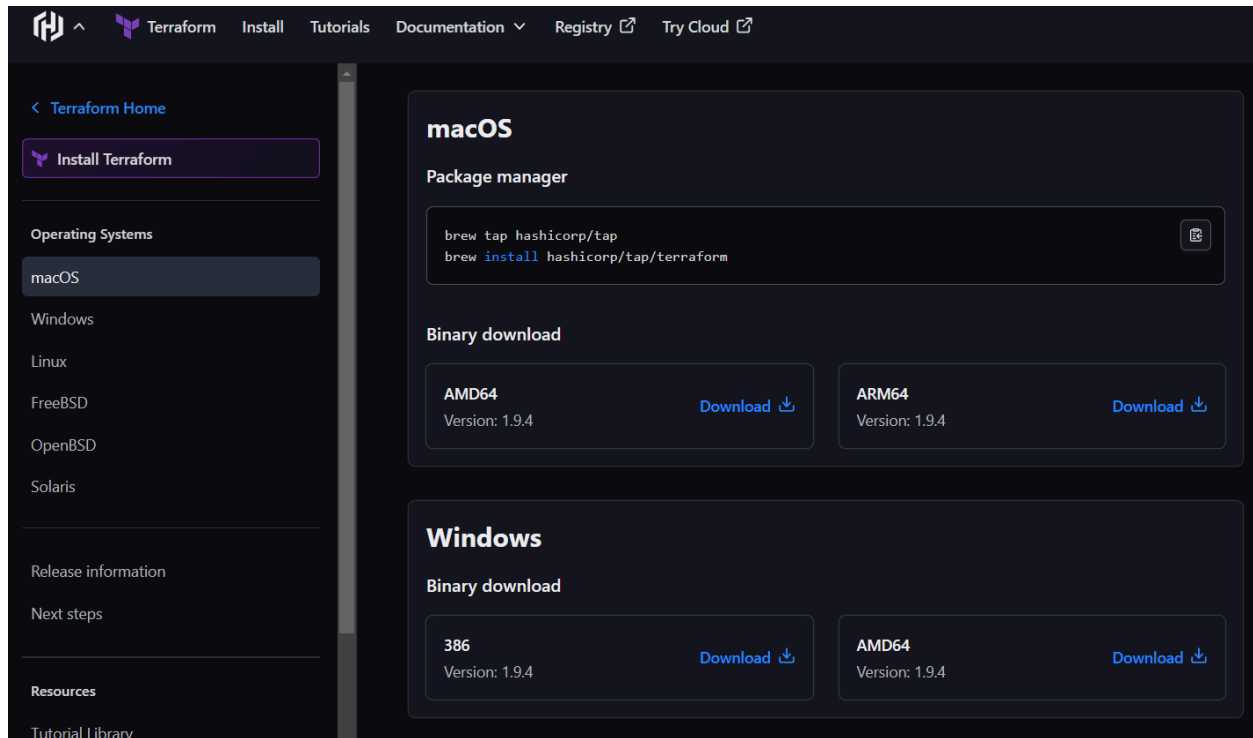 Terraform Install Tutorials Documentation Registry Try Cloud
Terraform Home
Install Terraform
Operating Systems
macOS
Windows
Linux
FreeBSD
OpenBSD
Solaris
Release information
Next steps
Resources
Tutorial Library
macOS
Package manager
brew tap hashicorp/tap
brew install hashicorp/tap/terraform
Binary download
AMD64
Version: 1.9.4
Download
ARM64
Version: 1.9.4
Download
Windows
Binary download
386
Version: 1.9.4
Download
AMD64
Version: 1.9.4
Download